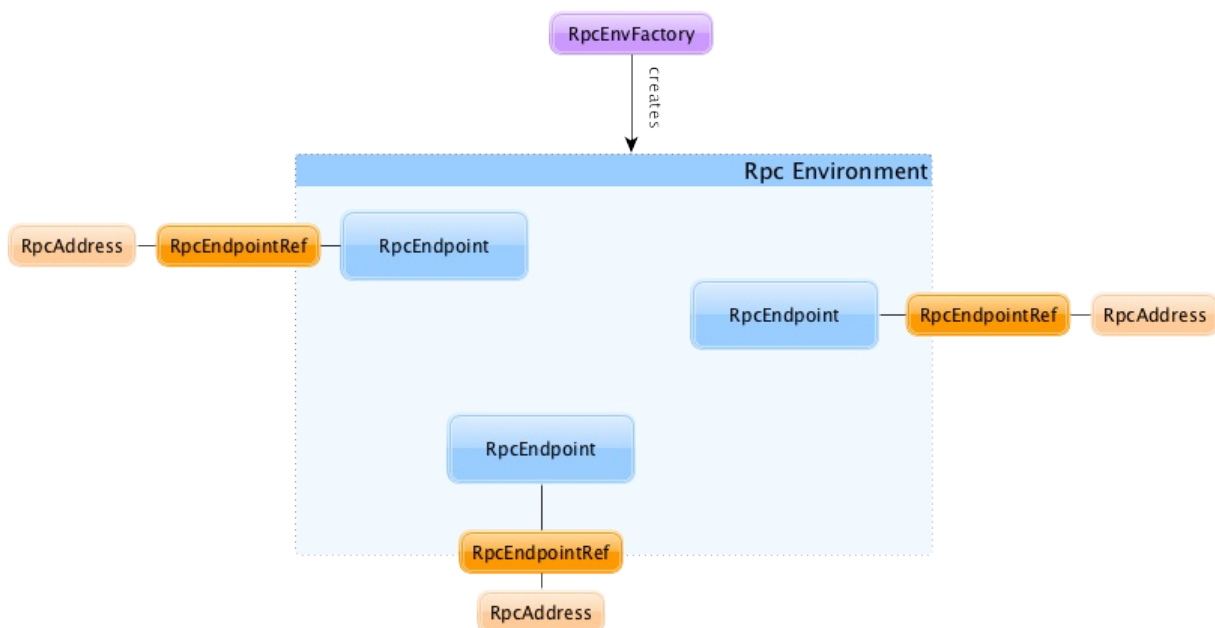 RpcEnvFactory
creates
Rpc Environment
RpcAddress
RpcEndpointRef
RpcEndpoint
RpcEndpoint
RpcEndpointRef
RpcAddress
RpcEndpoint
RpcEndpointRef
RpcAddress